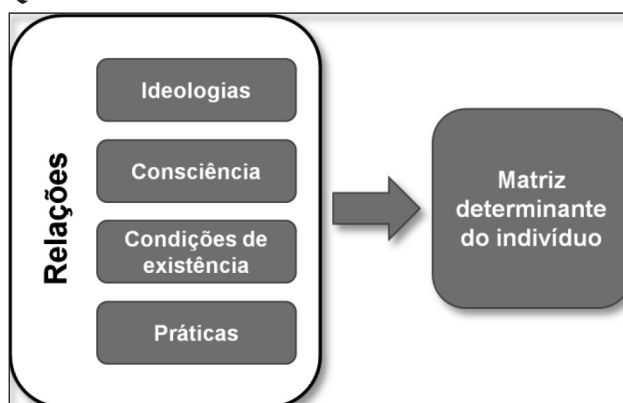 Relações
Ideologias
Consciência
Condições de
existência
Práticas
Matriz
determinante
do indivíduo